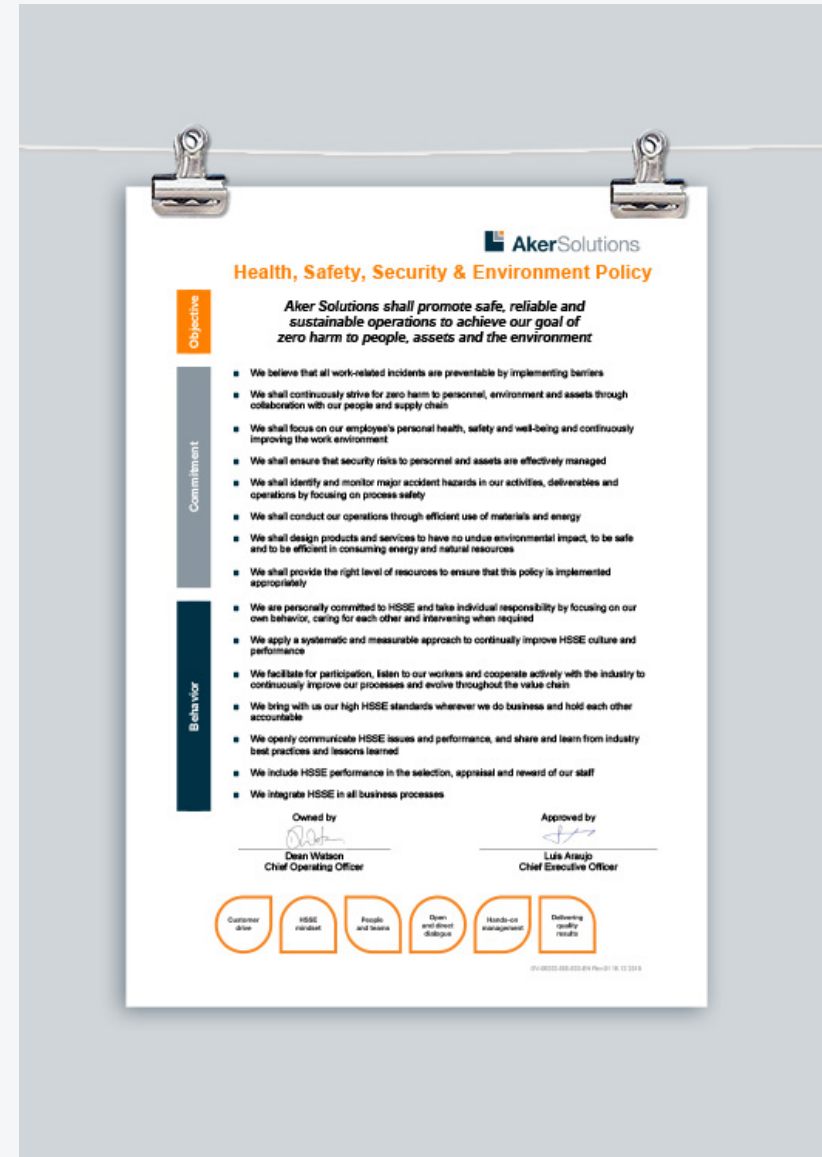 AkerSolutions
Health, Safety, Security & Environment Policy
Objective
Aker Solutions shall promote safe, reliable and
sustainable operations to achieve our goal of
zero harm to people, assets and the environment
Commitment
We believe that all work-related incidents are preventable by implementing barriers
We shall continuously strive for zero harm to personnel, environment and assets through
collaboration with our people and supply chain
We shall focus on our employee's personal health, safety and well-being and continuously
improving the work environment
We shall ensure that security risks to personnel and assets are effectively managed
We shall identify and monitor major accident hazards in our activities, deliverables and
operations by focusing on process safety
We shall conduct our operations through efficient use of materials and energy
We shall design products and services to have no undue environmental impact, to be safe
and to be efficient in consuming energy and natural resources
We shall provide the right level of resources to ensure that this policy is implemented
appropriately
Behavior
We are personally committed to HSSE and take individual responsibility by focusing on our
own behavior, caring for each other and intervening when required
We apply a systematic and measurable approach to continually improve HSSE culture and
performance
We facilitate for participation, listen to our workers and cooperate actively with the industry to
continuously improve our processes and evolve throughout the value chain
We bring with us our high HSSE standards wherever we do business and hold each other
accountable
We openly communicate HSSE issues and performance, and share and learn from industry
best practices and lessons learned
We include HSSE performance in the selection, appraisal and reward of our staff
We integrate HSSE in all business processes
Owned by
Dean Watson
Chief Operating Officer
Approved by
Luis Araujo
Chief Executive Officer
Customer
drive
HSSE
mindset
People
and teams
Open
and direct
dialogue
Hands-on
management
Delivering
quality
results